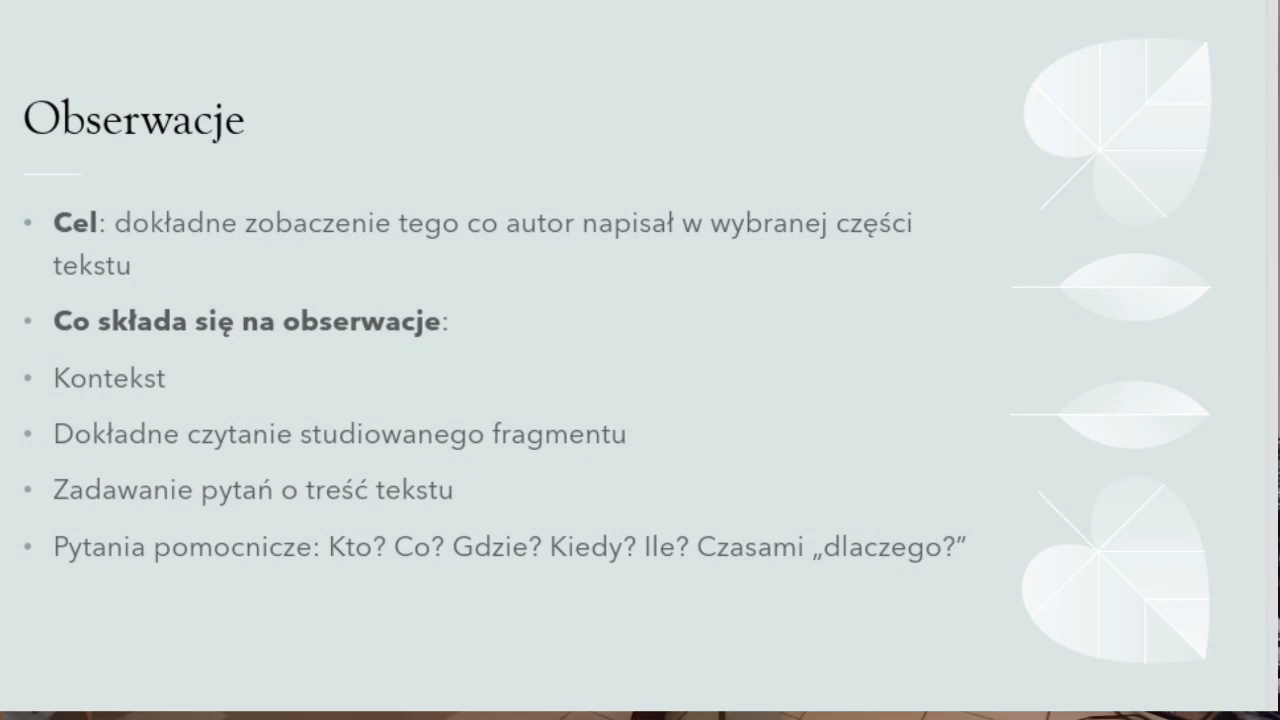 Obserwacje
• Cel: dokładne zobaczenie tego co autor napisał w wybranej części
tekstu
• Co składa się na obserwacje:
• Kontekst
• Dokładne czytanie studiowanego fragmentu
• Zadawanie pytań o treść tekstu
• Pytania pomocnicze: Kto? Co? Gdzie? Kiedy? Ile? Czasami „dlaczego?”